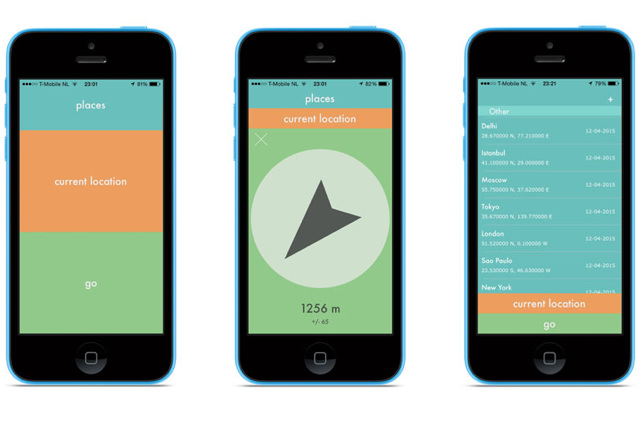 T-Mobile NL 23:01 81%
places
current location
go
T-Mobile NL 23:01 82%
places
current location
1256 m
+/- 65
T-Mobile NL 22:21 79%
+
Other
Delhi
12-04-2015
28.670000 N, 77.210000 E
Istanbul
12-04-2015
41.100000 N, 29.000000 E
Moscow
12-04-2015
55.750000 N, 37.620000 E
Tokyo
12-04-2015
35.670000 N, 139.770000 E
London
12-04-2015
51.520000 N, 0.100000 W
Sao Paulo
12-04-2015
23.530000 S, 46.630000 W
New York
current location
go